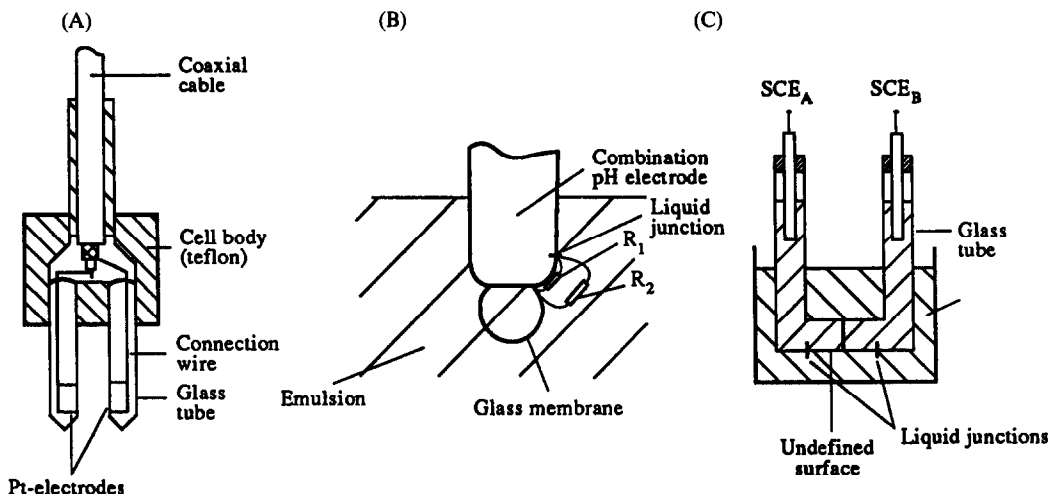 (A)
Coaxial
cable
Cell body
(teflon)
Connection
wire
Glass
tube
Pt-electrodes
(B)
Combination
pH electrode
Liquid
junction
R1
R2
Emulsion
Glass membrane
(C)
SCEA
SCEB
Glass
tube
Undefined
surface
Liquid junctions